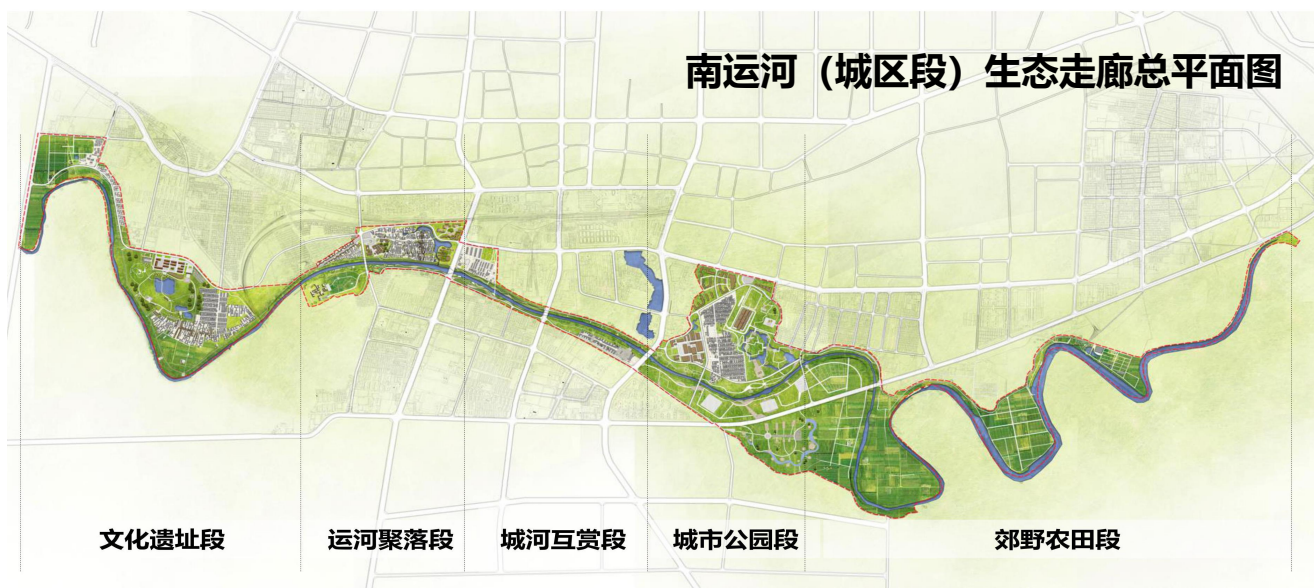 南运河（城区段）生态走廊总平面图
文化遗址段
运河聚落段
城河互赏段
城市公园段
郊野农田段